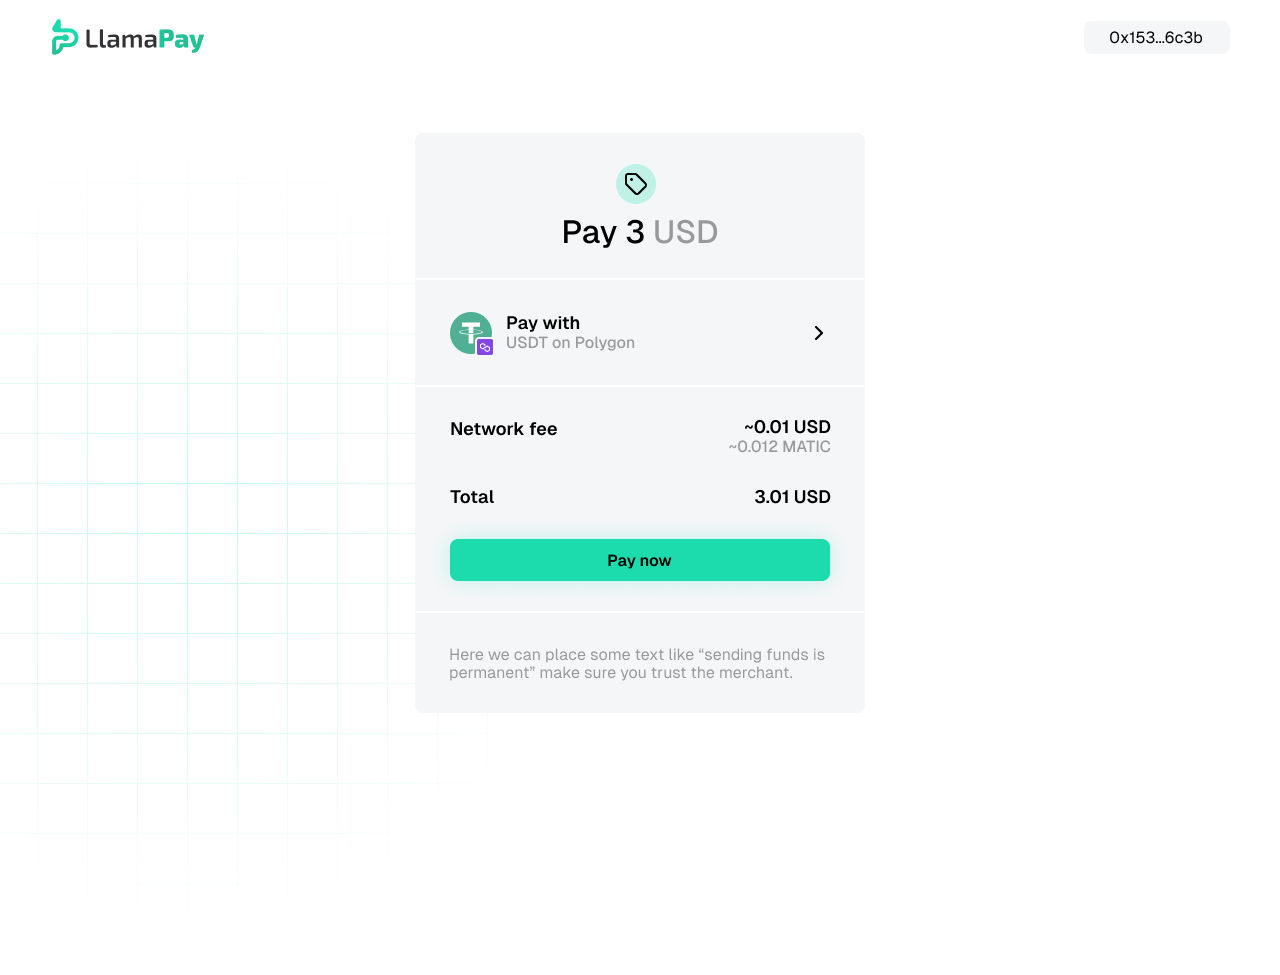 LlamaPay
0x153...6c3b
Pay 3 USD
Pay with
USDT on Polygon
Network fee
~0.01 USD
~0.012 MATIC
Total
3.01 USD
Pay now
Here we can place some text like “sending funds is
permanent” make sure you trust the merchant.